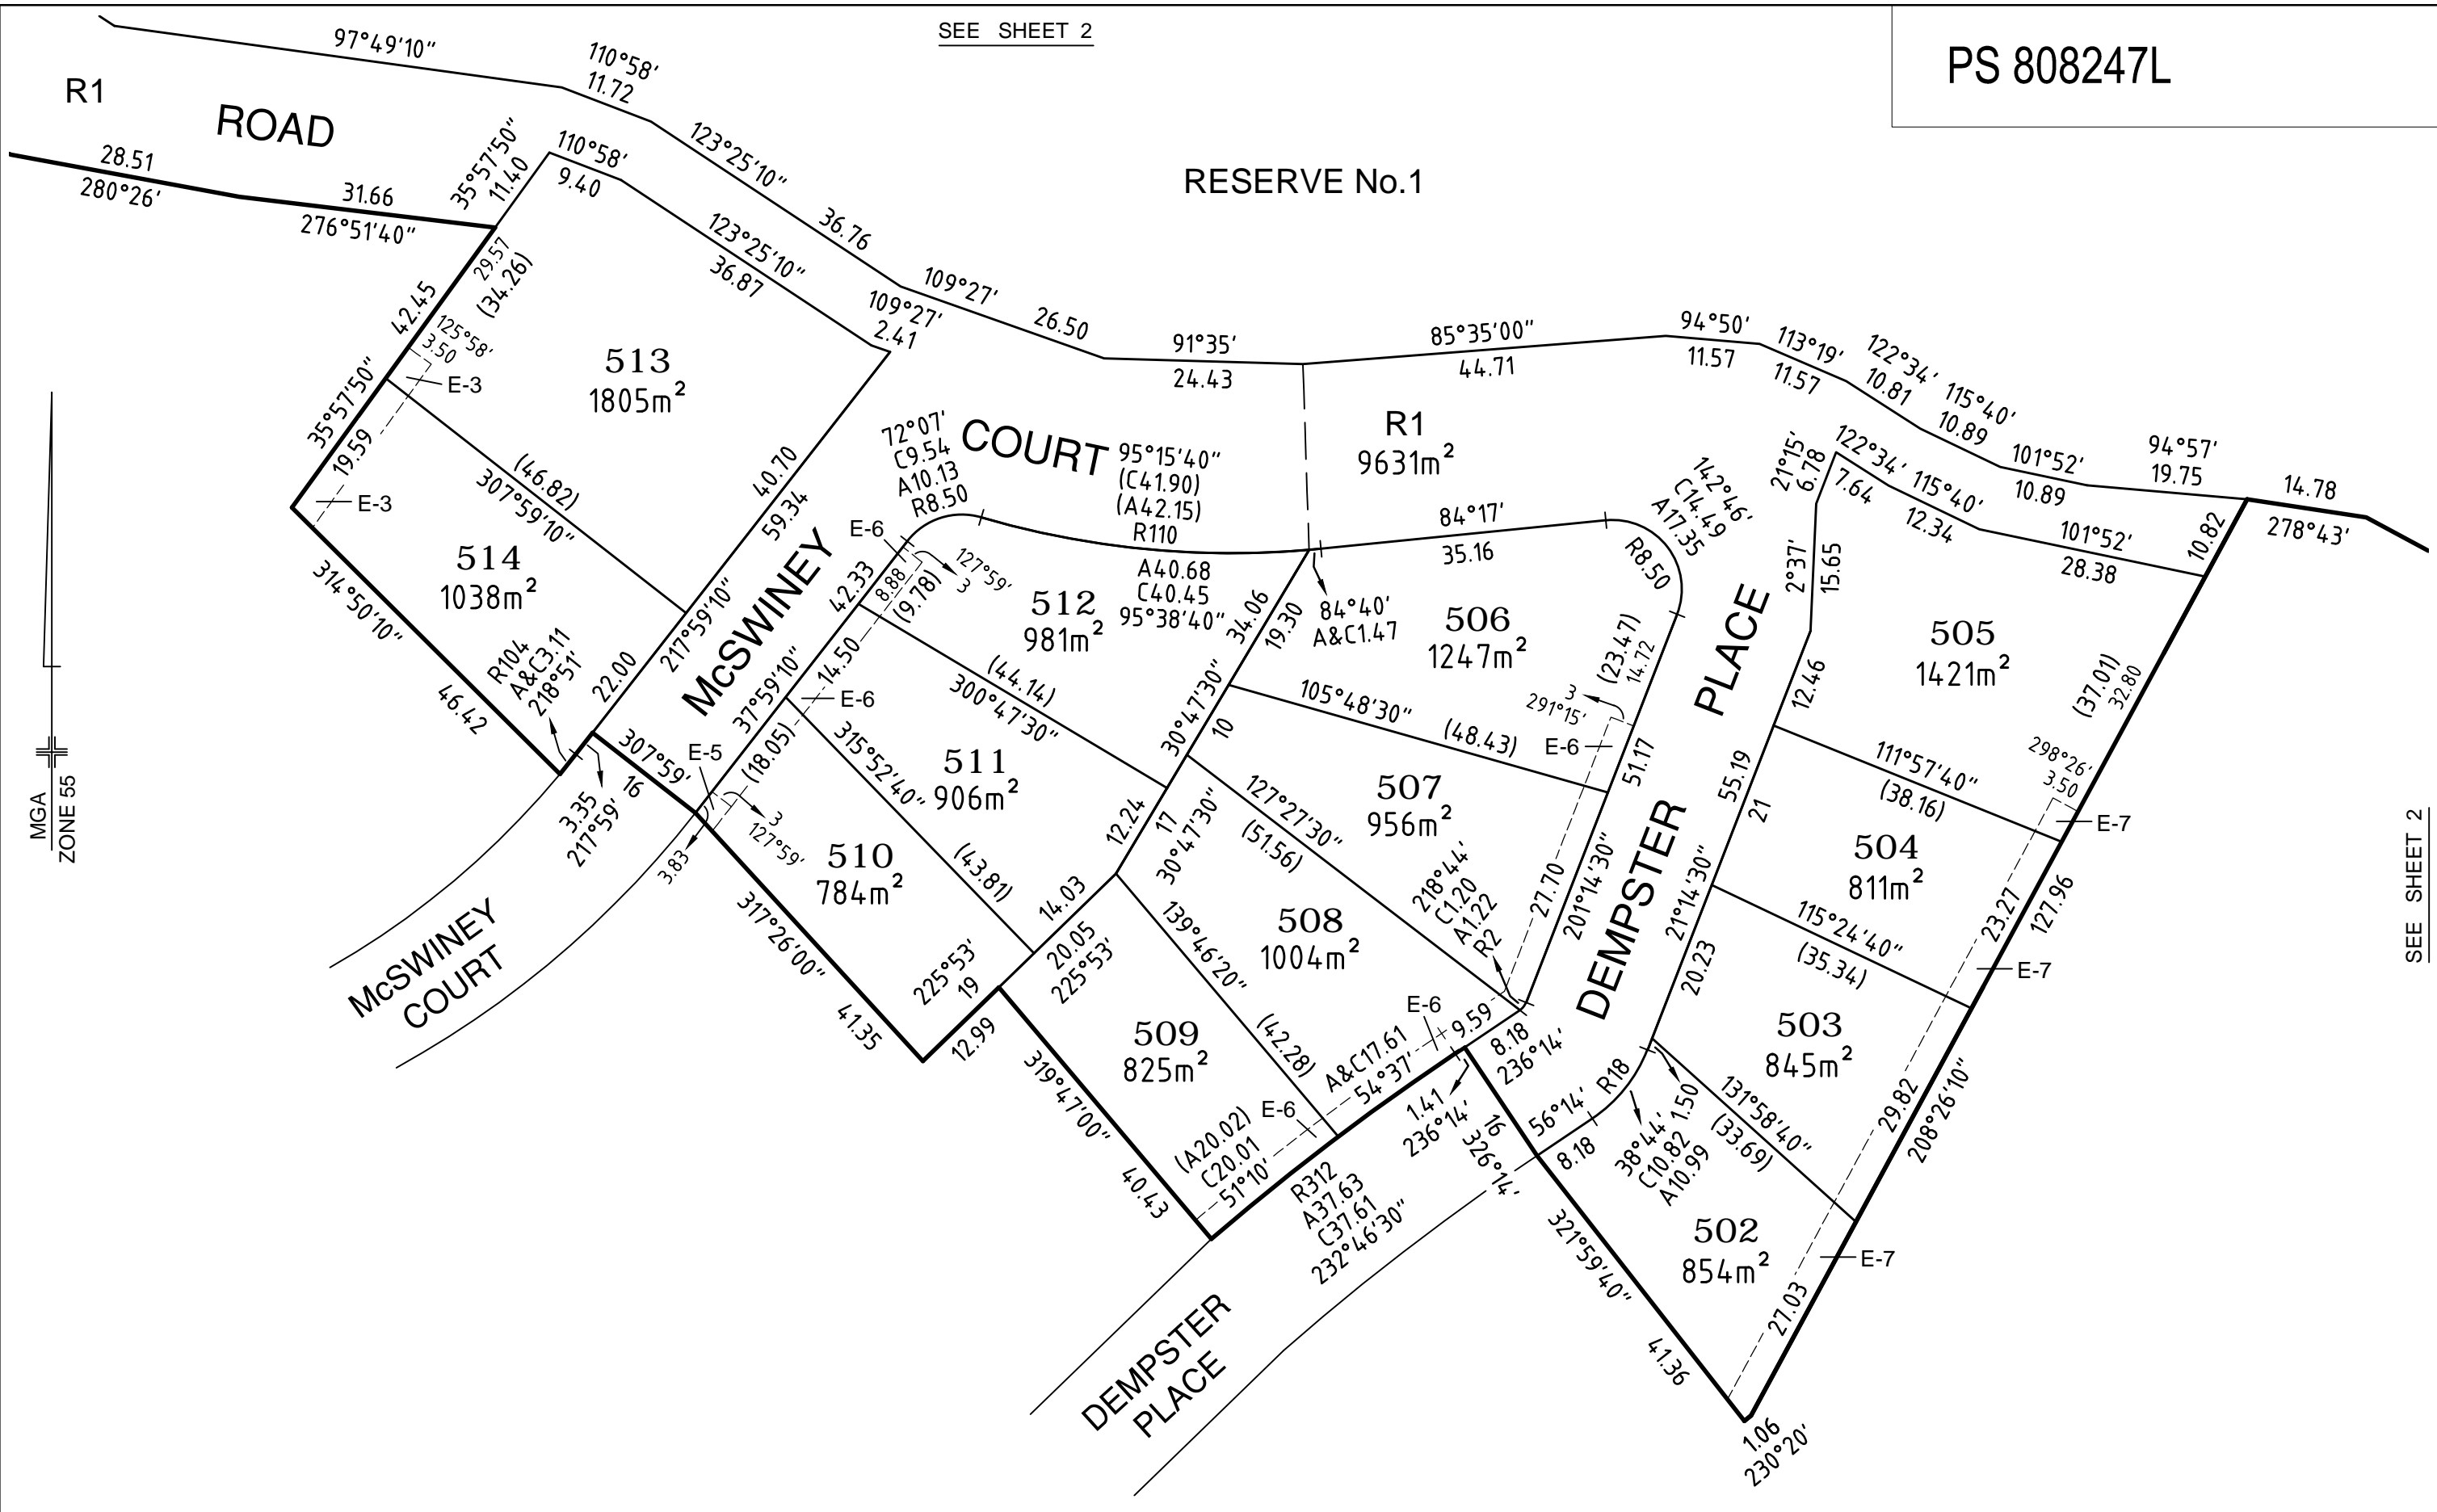 SEE SHEET 2
PS 808247L
97°49'10"
110°58'
11.72
R1
ROAD
28.51
280°26'
31.66
276°51'40"
35°57'50"
11.40
110°58'
9.40
123°25'10"
36.76
123°25'10"
36.87
RESERVE No.1
109°27'
26.50
109°27'
2.41
91°35'
24.43
85°35'00"
44.71
94°50'
11.57
113°19'
11.57
122°34'
10.81
115°40'
10.89
101°52'
10.89
94°57'
19.75
14.78
278°43'
10.82
42.45
29.57
(34.26)
125°58'
3.50
E-3
35°57'50"
19.59
E-3
513
1805m²
(46.82)
307°59'10"
40.70
59.34
514
1038m²
314°50'10"
46.42
R104
A&C3.11
218°51'
22.00
217°59'10"
McSWINEY
COURT
72°07'
C9.54
A10.13
R8.50
95°15'40"
(C41.90)
(A42.15)
R110
A40.68
C40.45
95°38'40"
R1
9631m²
84°17'
35.16
142°46'
C14.49
A17.35
R8.50
21°15'
6.78
122°34'
7.64
115°40'
12.34
101°52'
28.38
2°37'
15.65
E-6
127°59'
3
42.33
8.88
(9.78)
512
981m²
34.06
19.30
84°40'
A&C1.47
506
1247m²
(23.47)
14.72
3
291°15'
E-6
PLACE
12.46
505
1421m²
(37.01)
32.80
298°26'
3.50
E-7
37°59'10"
14.50
E-6
(18.05)
(44.14)
300°47'30"
30°47'30"
10
105°48'30"
(48.43)
51.17
55.19
21
111°57'40"
(38.16)
504
811m²
307°59'
16
E-5
3.35
217°59'
3
127°59'
3.83
315°52'40"
(43.81)
511
906m²
510
784m²
12.24
17
30°47'30"
127°27'30"
(51.56)
507
956m²
27.70
201°14'30"
218°44'
C1.20
A1.22
R2
DEMPSTER
21°14'30"
20.23
115°24'40"
(35.34)
23.27
127.96
E-7
MGA
ZONE 55
SEE SHEET 2
McSWINEY
COURT
317°26'00"
41.35
14.03
225°53'
19
20.05
225°53'
12.99
139°46'20"
(42.28)
508
1004m²
509
825m²
319°47'00"
40.43
E-6
9.59
8.18
236°14'
A&C17.61
54°37'
E-6
1.41
236°14'
16
326°14'
56°14'
8.18
R18
1.50
38°44'
C10.82
A10.99
131°58'40"
(33.69)
503
845m²
29.82
208°26'10"
(A20.02)
C20.01
51°10'
R312
A37.63
C37.61
232°46'30"
321°59'40"
41.36
502
854m²
E-7
27.03
1.06
230°20'
DEMPSTER
PLACE